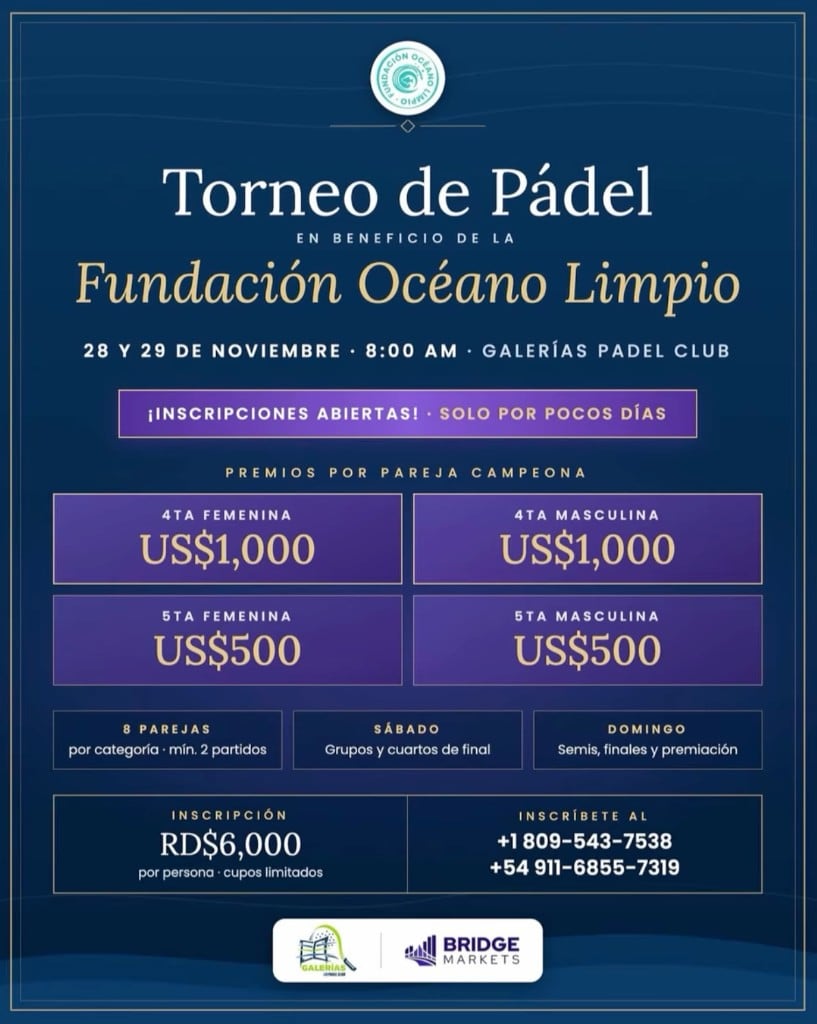 FUNDACIÓN OCÉANO LIMPIO
Torneo de Pádel
EN BENEFICIO DE LA
Fundación Océano Limpio
28 Y 29 DE NOVIEMBRE · 8:00 AM · GALERÍAS PADEL CLUB
¡INSCRIPCIONES ABIERTAS! · SOLO POR POCOS DÍAS
PREMIOS POR PAREJA CAMPEONA
4TA FEMENINA
US$1,000
4TA MASCULINA
US$1,000
5TA FEMENINA
US$500
5TA MASCULINA
US$500
8 PAREJAS
por categoría · mín. 2 partidos
SÁBADO
Grupos y cuartos de final
DOMINGO
Semis, finales y premiación
INSCRIPCIÓN
RD$6,000
por persona · cupos limitados
INSCRÍBETE AL
+1 809-543-7538
+54 911-6855-7319
GALERÍAS
BRIDGE
MARKETS